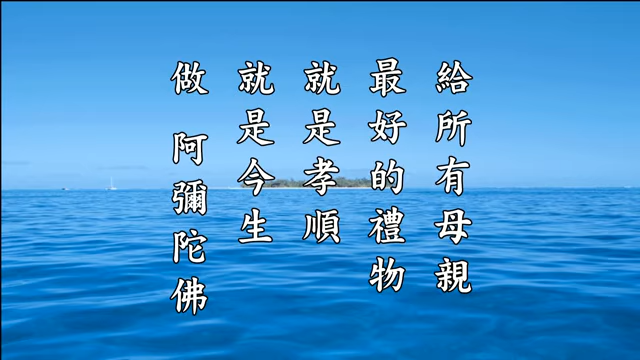 給所有母親
最好的禮物
就是孝順
就是今生
做 阿彌陀佛